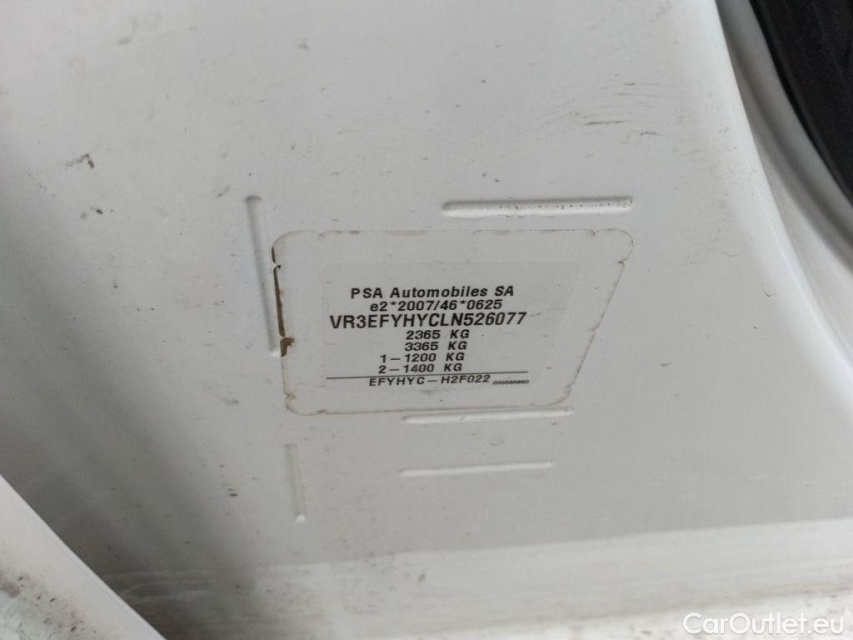 PSA Automobiles SA
e2*2007/46*0625
VR3EFYHYCLN526077
2365 KG
3365 KG
1-1200 KG
2-1400 KG
EFYHYC-H2F022
CarOutlet.eu